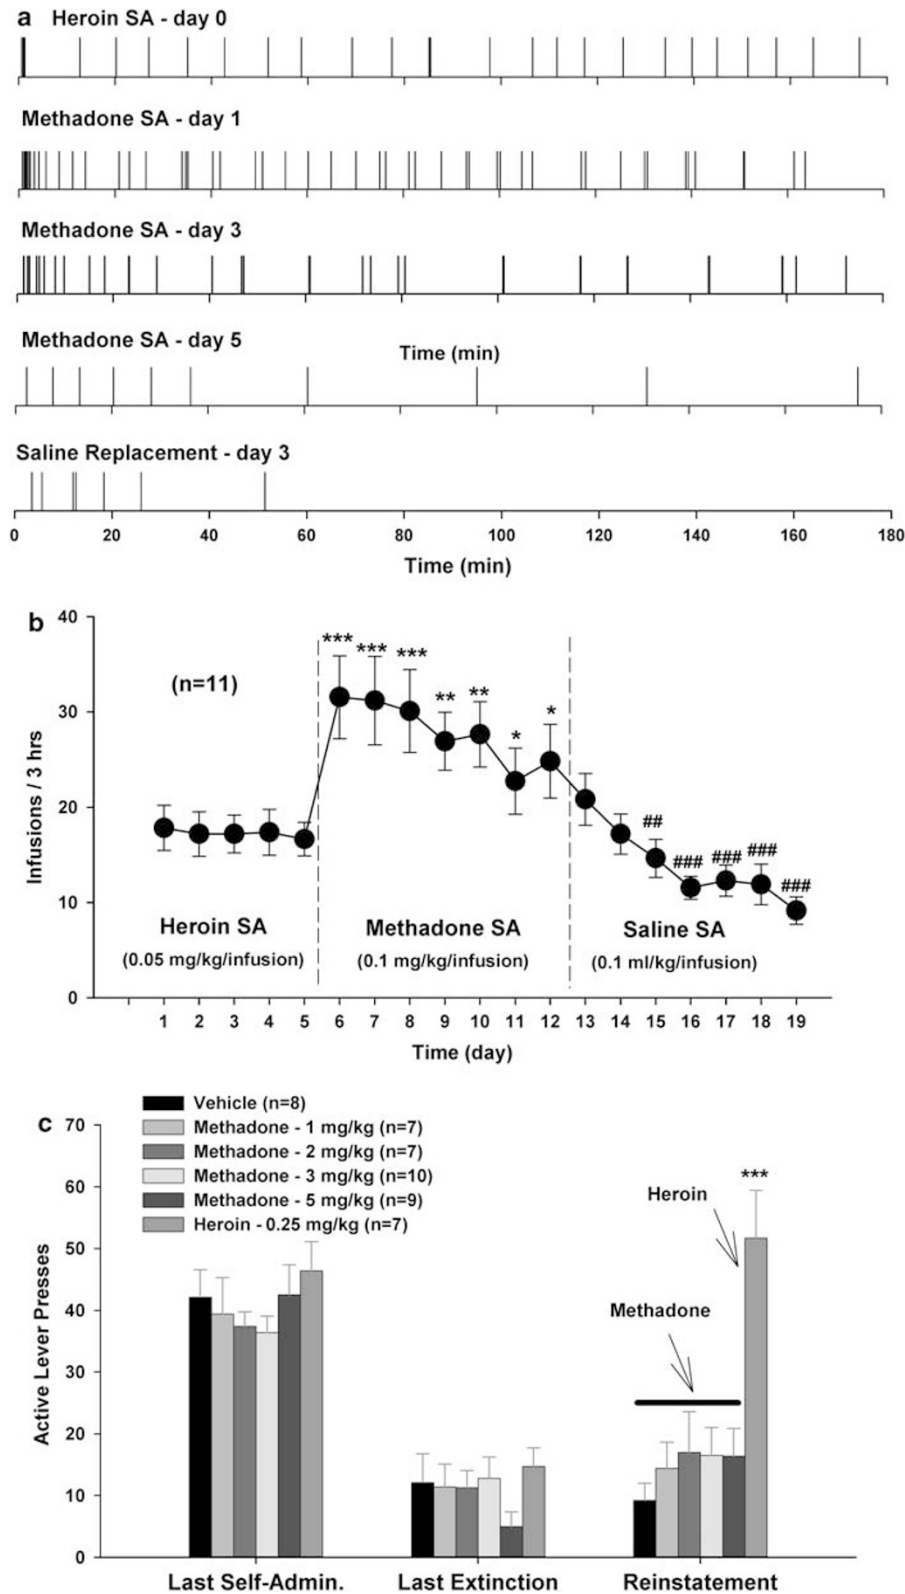 a Heroin SA - day 0
Methadone SA - day 1
Methadone SA - day 3
Methadone SA - day 5
Time (min)
Saline Replacement - day 3
0 20 40 60 80 100 120 140 160 180
Time (min)
b
40
30
20
10
0
Infusions / 3 hrs
(n=11)
*** *** *** ** ** * *
## ### ### ### ###
Heroin SA Methadone SA Saline SA
(0.05 mg/kg/infusion) (0.1 mg/kg/infusion) (0.1 ml/kg/infusion)
1 2 3 4 5 6 7 8 9 10 11 12 13 14 15 16 17 18 19
Time (day)
c
70
60
50
40
30
20
10
0
Active Lever Presses
Vehicle (n=8)
Methadone - 1 mg/kg (n=7)
Methadone - 2 mg/kg (n=7)
Methadone - 3 mg/kg (n=10)
Methadone - 5 mg/kg (n=9)
Heroin - 0.25 mg/kg (n=7)
***
Heroin
Methadone
Last Self-Admin. Last Extinction Reinstatement